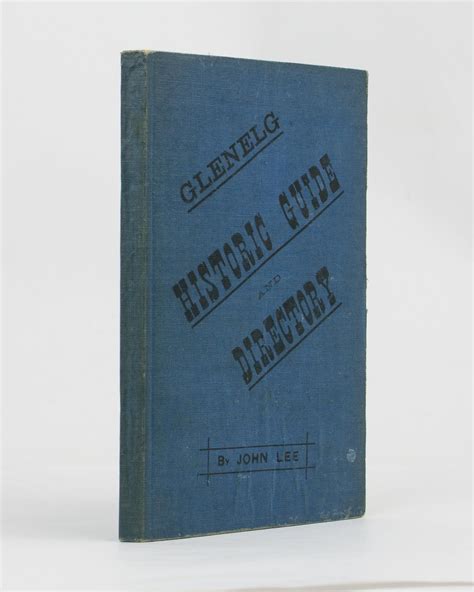 GLENELG
HISTORIC GUIDE
AND
DIRECTORY
By JOHN LEE